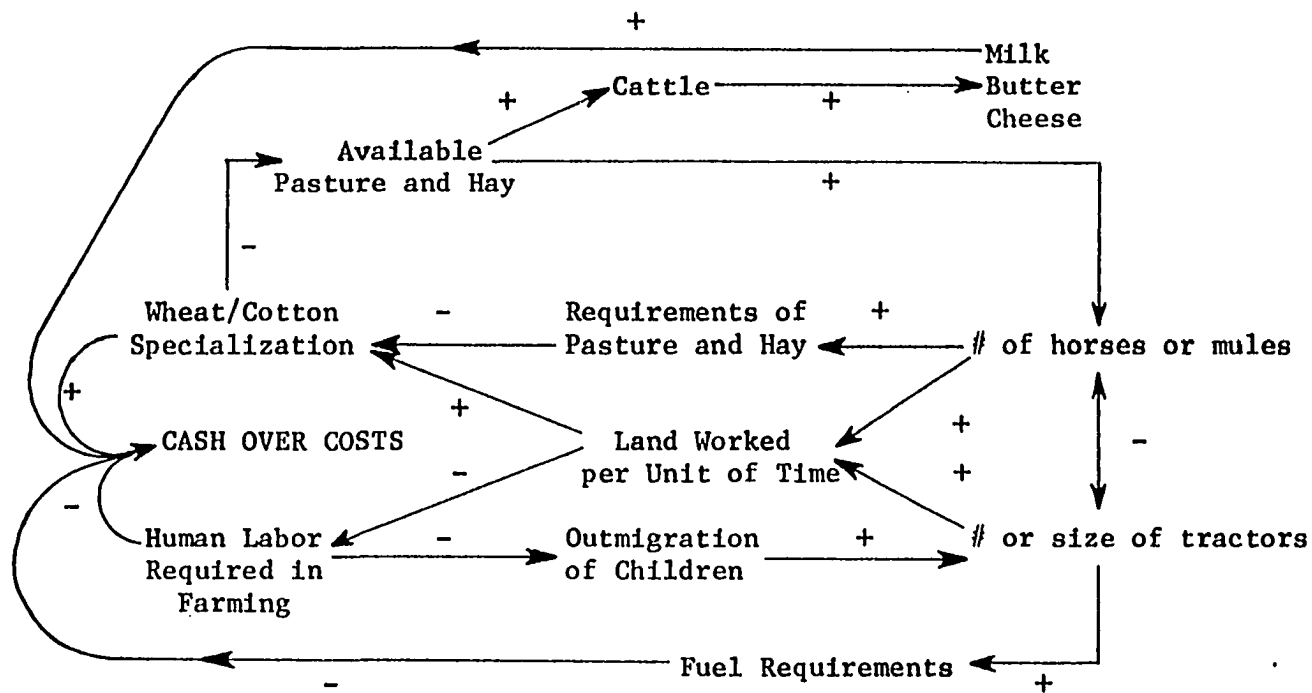 +
Milk
Cattle
Butter
+
+
Cheese
Available
Pasture and Hay
+
-
Wheat/Cotton
-
Requirements of
+
Specialization
Pasture and Hay
# of horses or mules
+
+
CASH OVER COSTS
Land Worked
+
-
per Unit of Time
-
+
-
Human Labor
-
Outmigration
+
# or size of tractors
Required in
of Children
Farming
Fuel Requirements
-
+